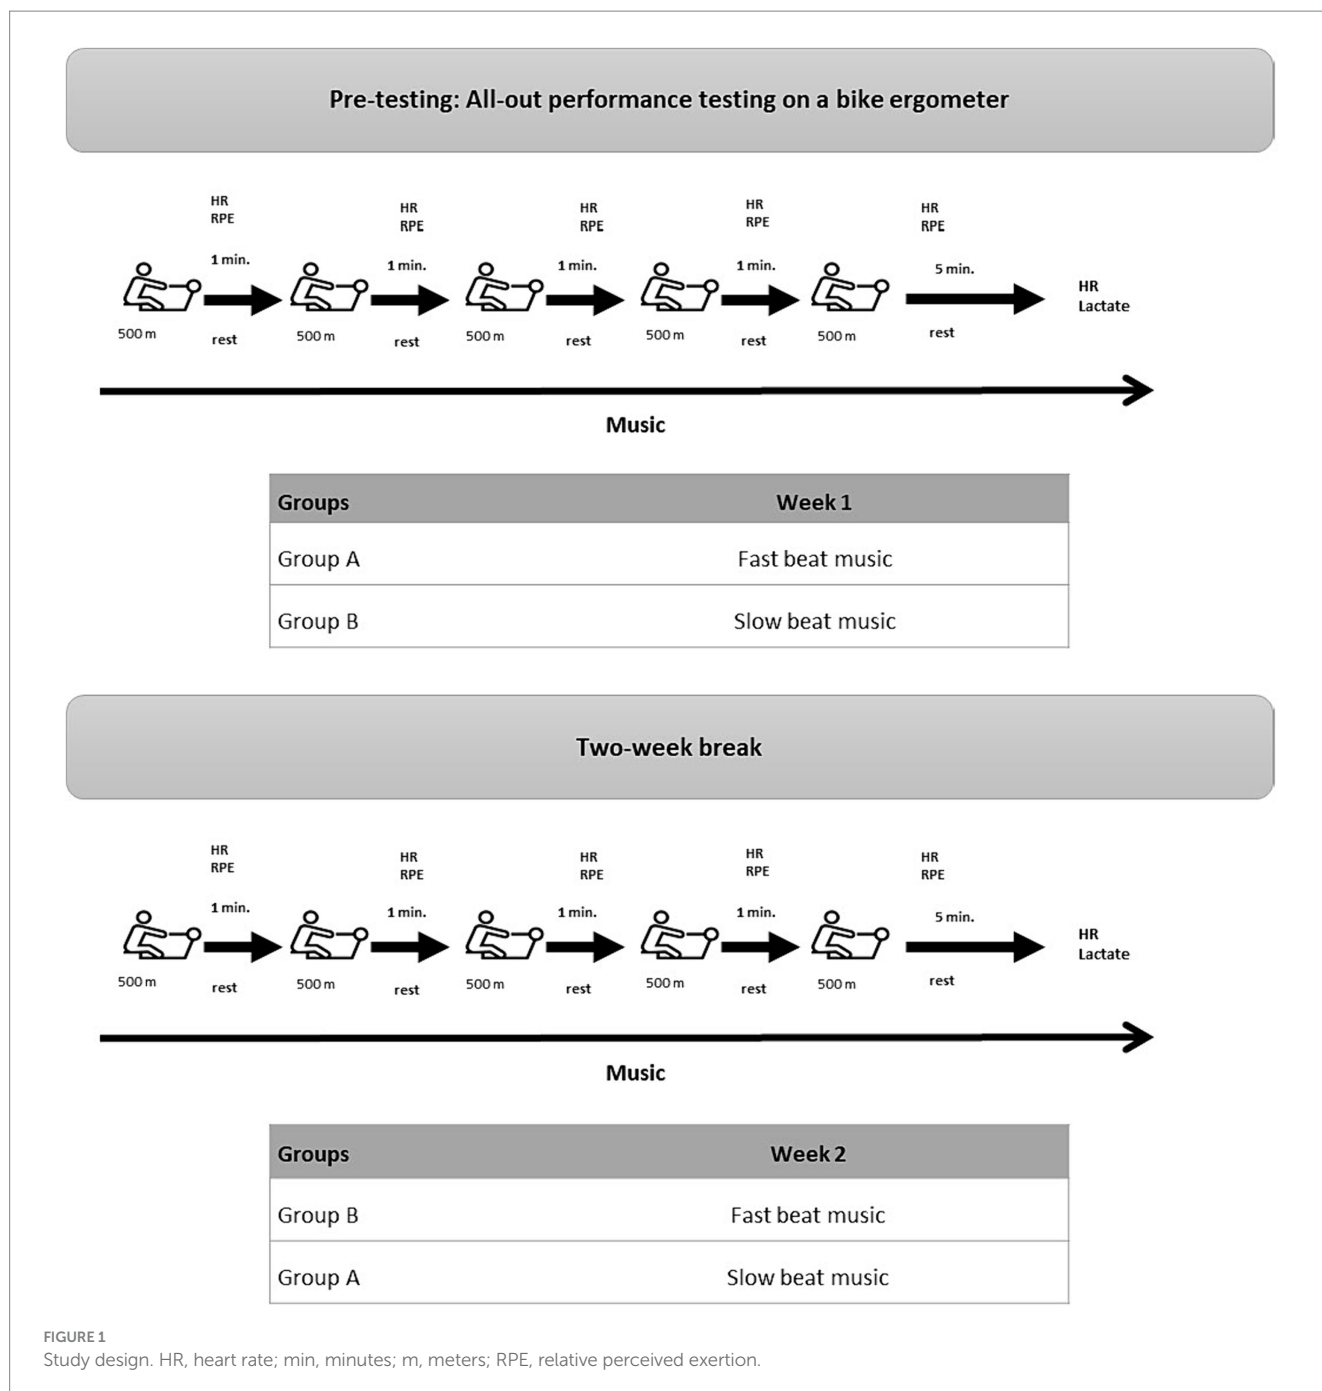 Pre-testing: All-out performance testing on a bike ergometer
HR
RPE
HR
RPE
HR
RPE
HR
RPE
HR
RPE
1 min.
1 min.
1 min.
1 min.
5 min.
HR
Lactate
500 m
rest
500 m
rest
500 m
rest
500 m
rest
500 m
rest
Music
Groups Week 1
Group A Fast beat music
Group B Slow beat music
Two-week break
HR
RPE
HR
RPE
HR
RPE
HR
RPE
HR
RPE
1 min.
1 min.
1 min.
1 min.
5 min.
HR
Lactate
500 m
rest
500 m
rest
500 m
rest
500 m
rest
500 m
rest
Music
Groups Week 2
Group B Fast beat music
Group A Slow beat music
FIGURE 1
Study design. HR, heart rate; min, minutes; m, meters; RPE, relative perceived exertion.